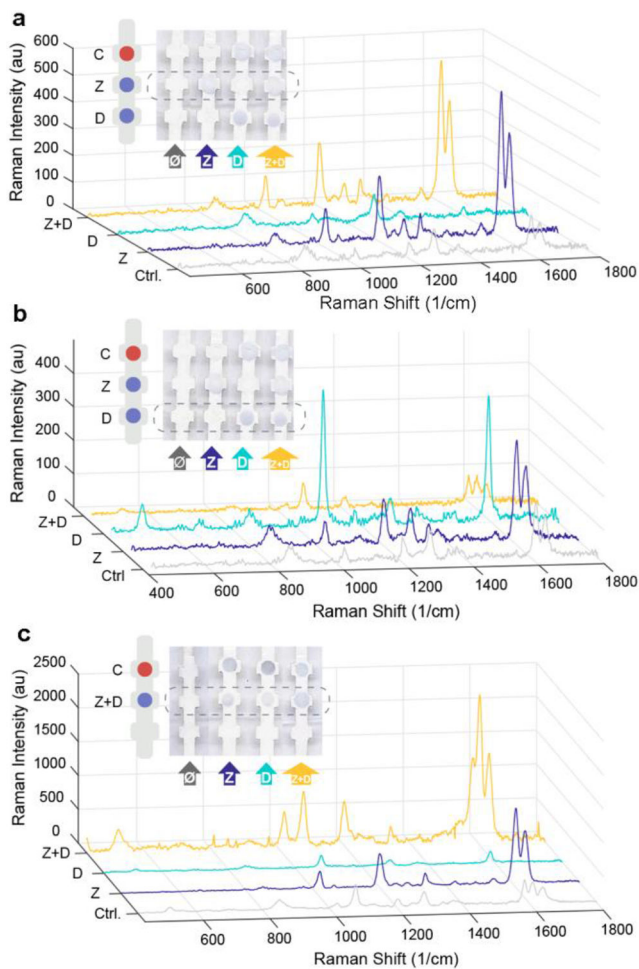 a
Raman Intensity (au)
600
500
400
300
200
100
0
C
Z
D
Ø Z D Z+D
Z+D
D
Z
Ctrl.
600 800 1000 1200 1400 1600 1800
Raman Shift (1/cm)
b
Raman Intensity (au)
400
300
200
100
0
C
Z
D
Ø Z D Z+D
Z+D
D
Z
Ctrl
400 600 800 1000 1200 1400 1600 1800
Raman Shift (1/cm)
c
Raman Intensity (au)
2500
2000
1500
1000
500
0
C
Z+D
Ø Z D Z+D
Z+D
D
Z
Ctrl.
600 800 1000 1200 1400 1600 1800
Raman Shift (1/cm)